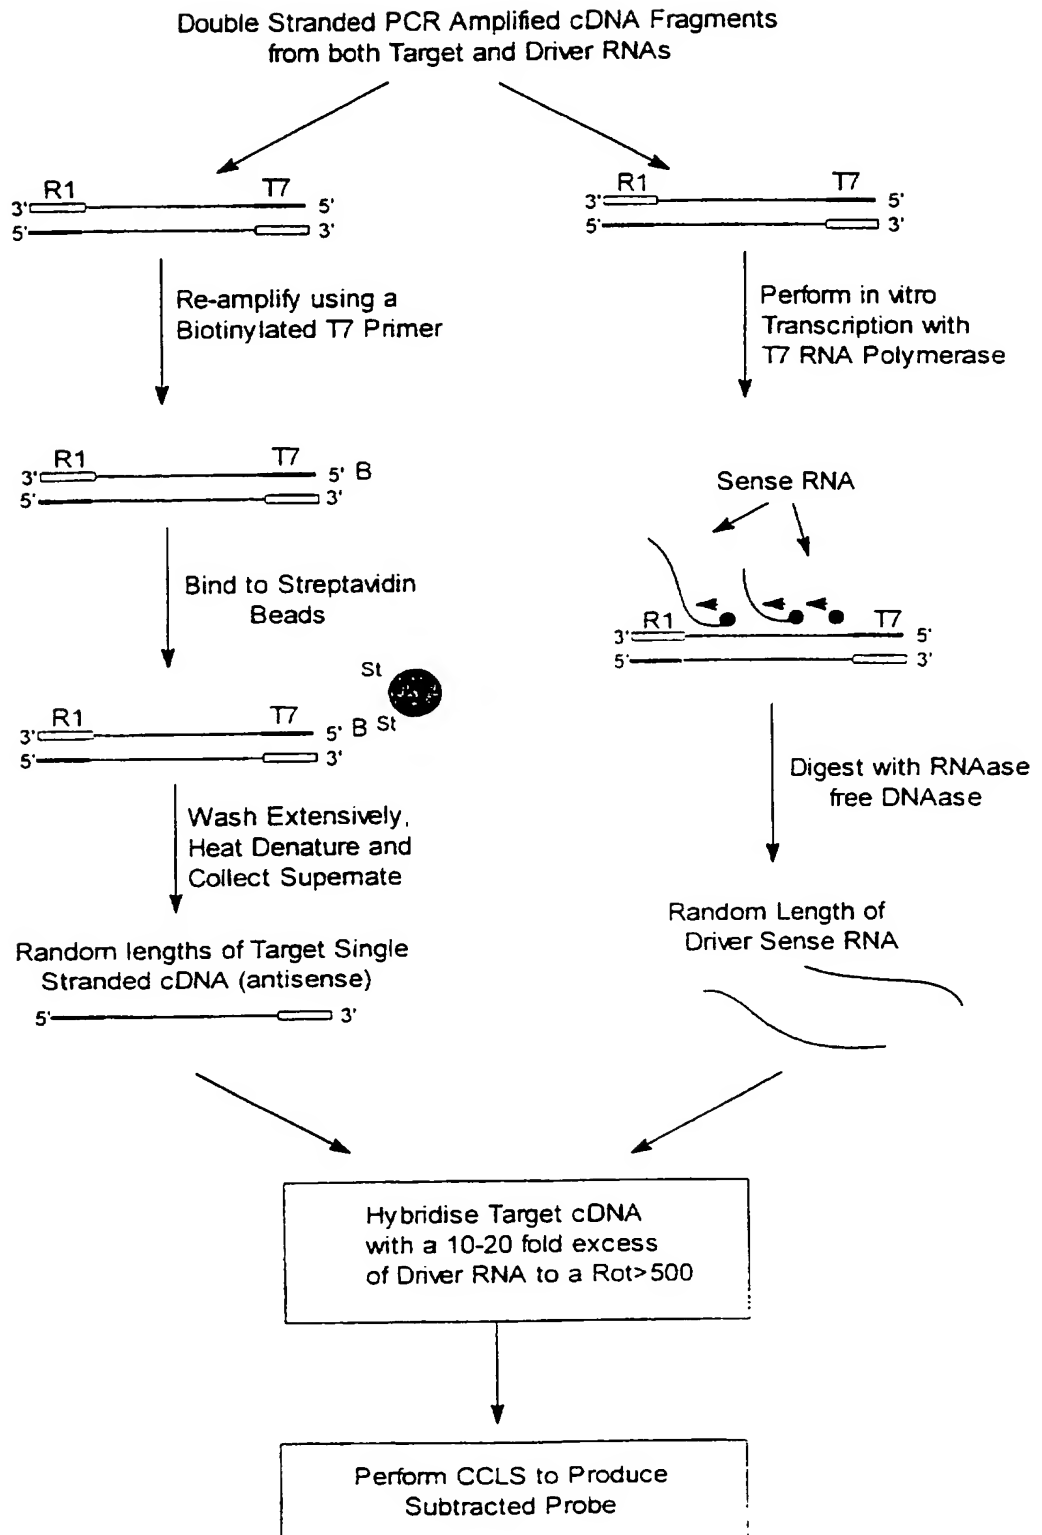 Double Stranded PCR Amplified cDNA Fragments
from both Target and Driver RNAs
R1 T7
3' 5'
5' 3'
R1 T7
3' 5'
5' 3'
Re-amplify using a
Biotinylated T7 Primer
Perform in vitro
Transcription with
T7 RNA Polymerase
R1 T7
3' 5' B
5' 3'
Sense RNA
Bind to Streptavidin
Beads
R1 T7
3' 5'
5' 3'
St
R1 T7
3' 5' B St
5' 3'
Digest with RNAase
free DNAase
Wash Extensively,
Heat Denature and
Collect Supernate
Random Length of
Driver Sense RNA
Random lengths of Target Single
Stranded cDNA (antisense)
5' 3'
Hybridise Target cDNA
with a 10-20 fold excess
of Driver RNA to a Rot>500
Perform CCLS to Produce
Subtracted Probe